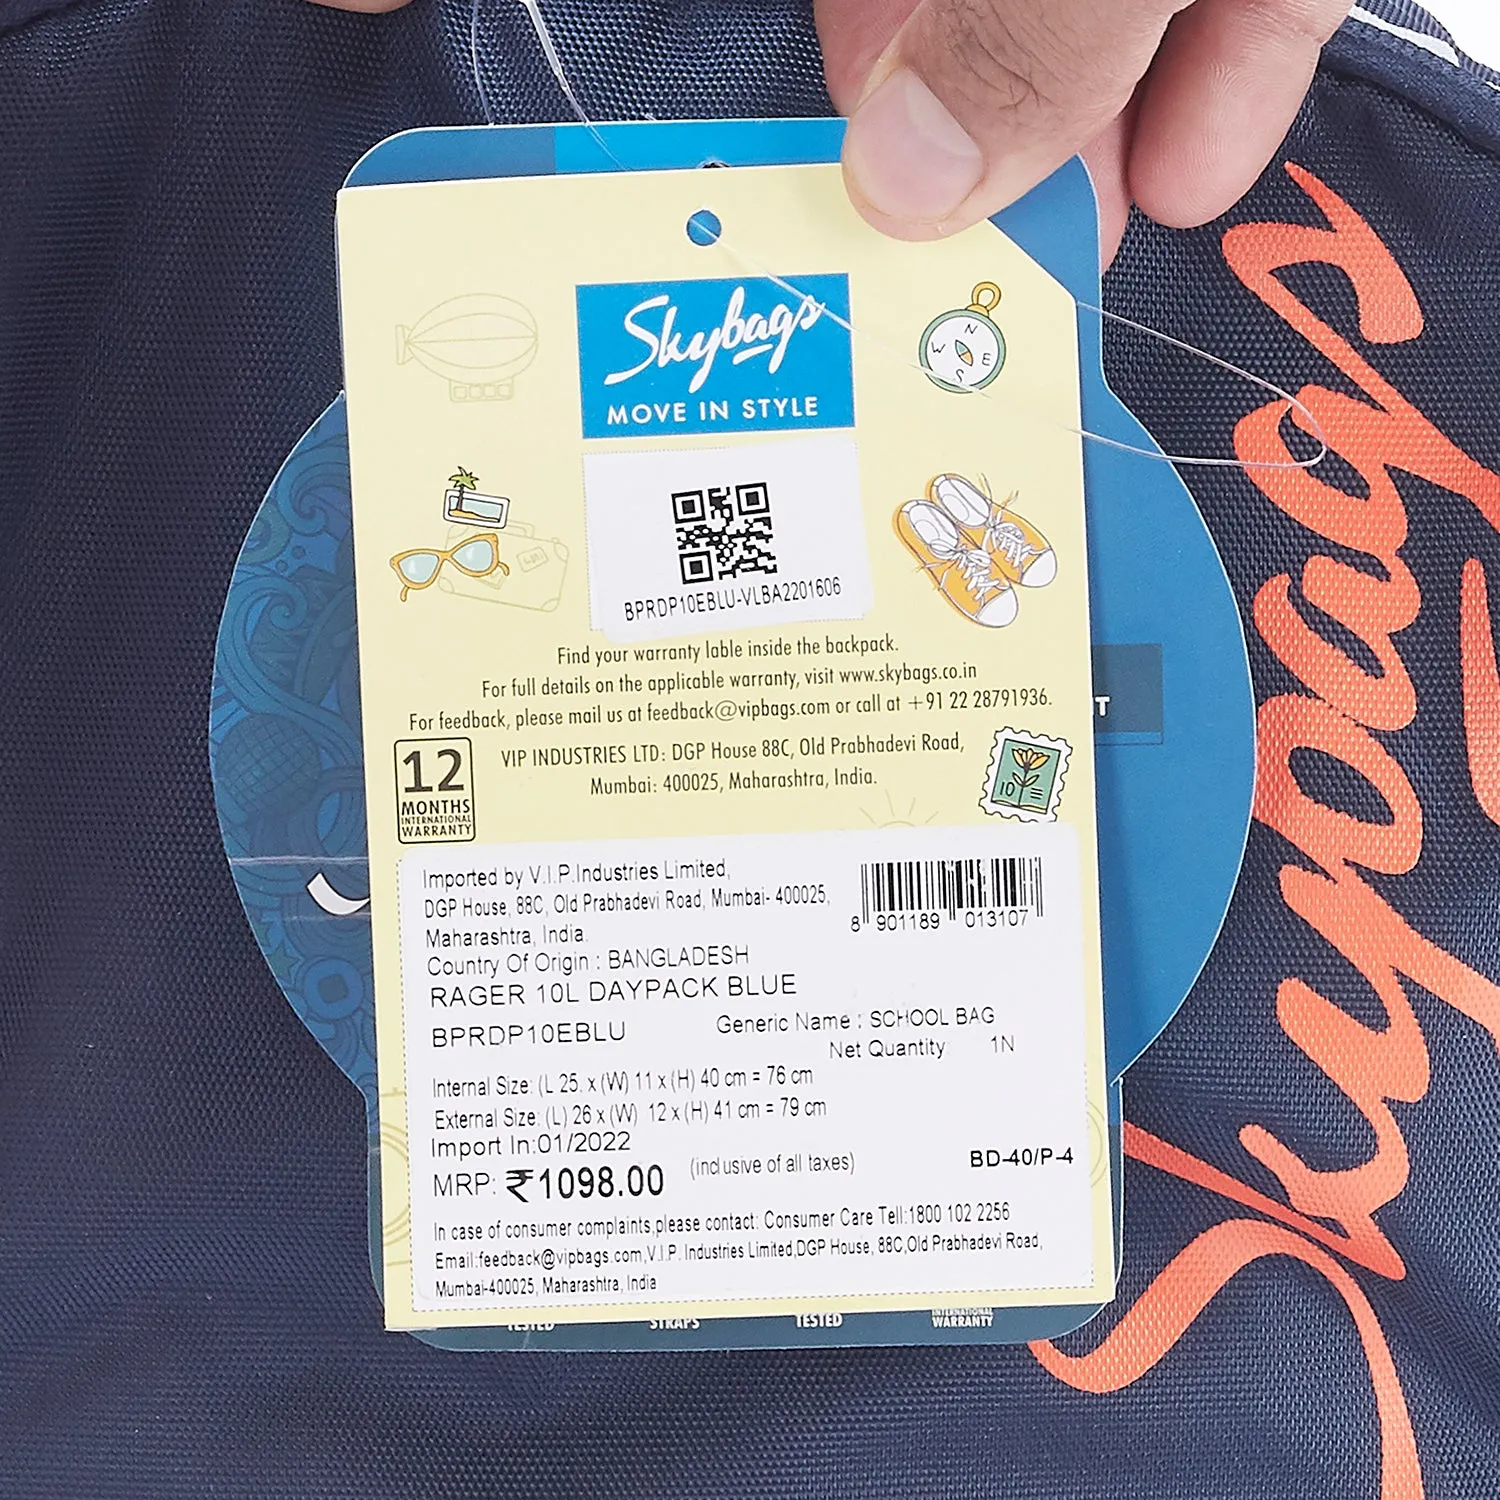 Skybags
MOVE IN STYLE
N
W E
S
BPRDP10EBLU-VLBA2201606
Find your warranty lable inside the backpack.
For full details on the applicable warranty, visit www.skybags.co.in
For feedback, please mail us at feedback@vipbags.com or call at +91 22 28791936.
12
MONTHS
INTERNATIONAL
WARRANTY
VIP INDUSTRIES LTD: DGP House 88C, Old Prabhadevi Road,
Mumbai: 400025, Maharashtra, India.
10
Imported by V.I.P.Industries Limited,
DGP House, 88C, Old Prabhadevi Road, Mumbai- 400025,
Maharashtra, India.
8 901189 013107
Country Of Origin : BANGLADESH
RAGER 10L DAYPACK BLUE
BPRDP10EBLU
Generic Name : SCHOOL BAG
Net Quantity 1N
Internal Size: (L 25. x (W) 11 x (H) 40 cm = 76 cm
External Size: (L) 26 x (W) 12 x (H) 41 cm = 79 cm
Import In:01/2022
MRP: ₹1098.00 (inclusive of all taxes)
BD-40/P-4
In case of consumer complaints,please contact: Consumer Care Tell:1800 102 2256
Email:feedback@vipbags.com,V.I.P. Industries Limited,DGP House, 88C,Old Prabhadevi Road,
Mumbai-400025, Maharashtra, India
TESTED STRAPS TESTED INTERNATIONAL
WARRANTY
T
Skybags